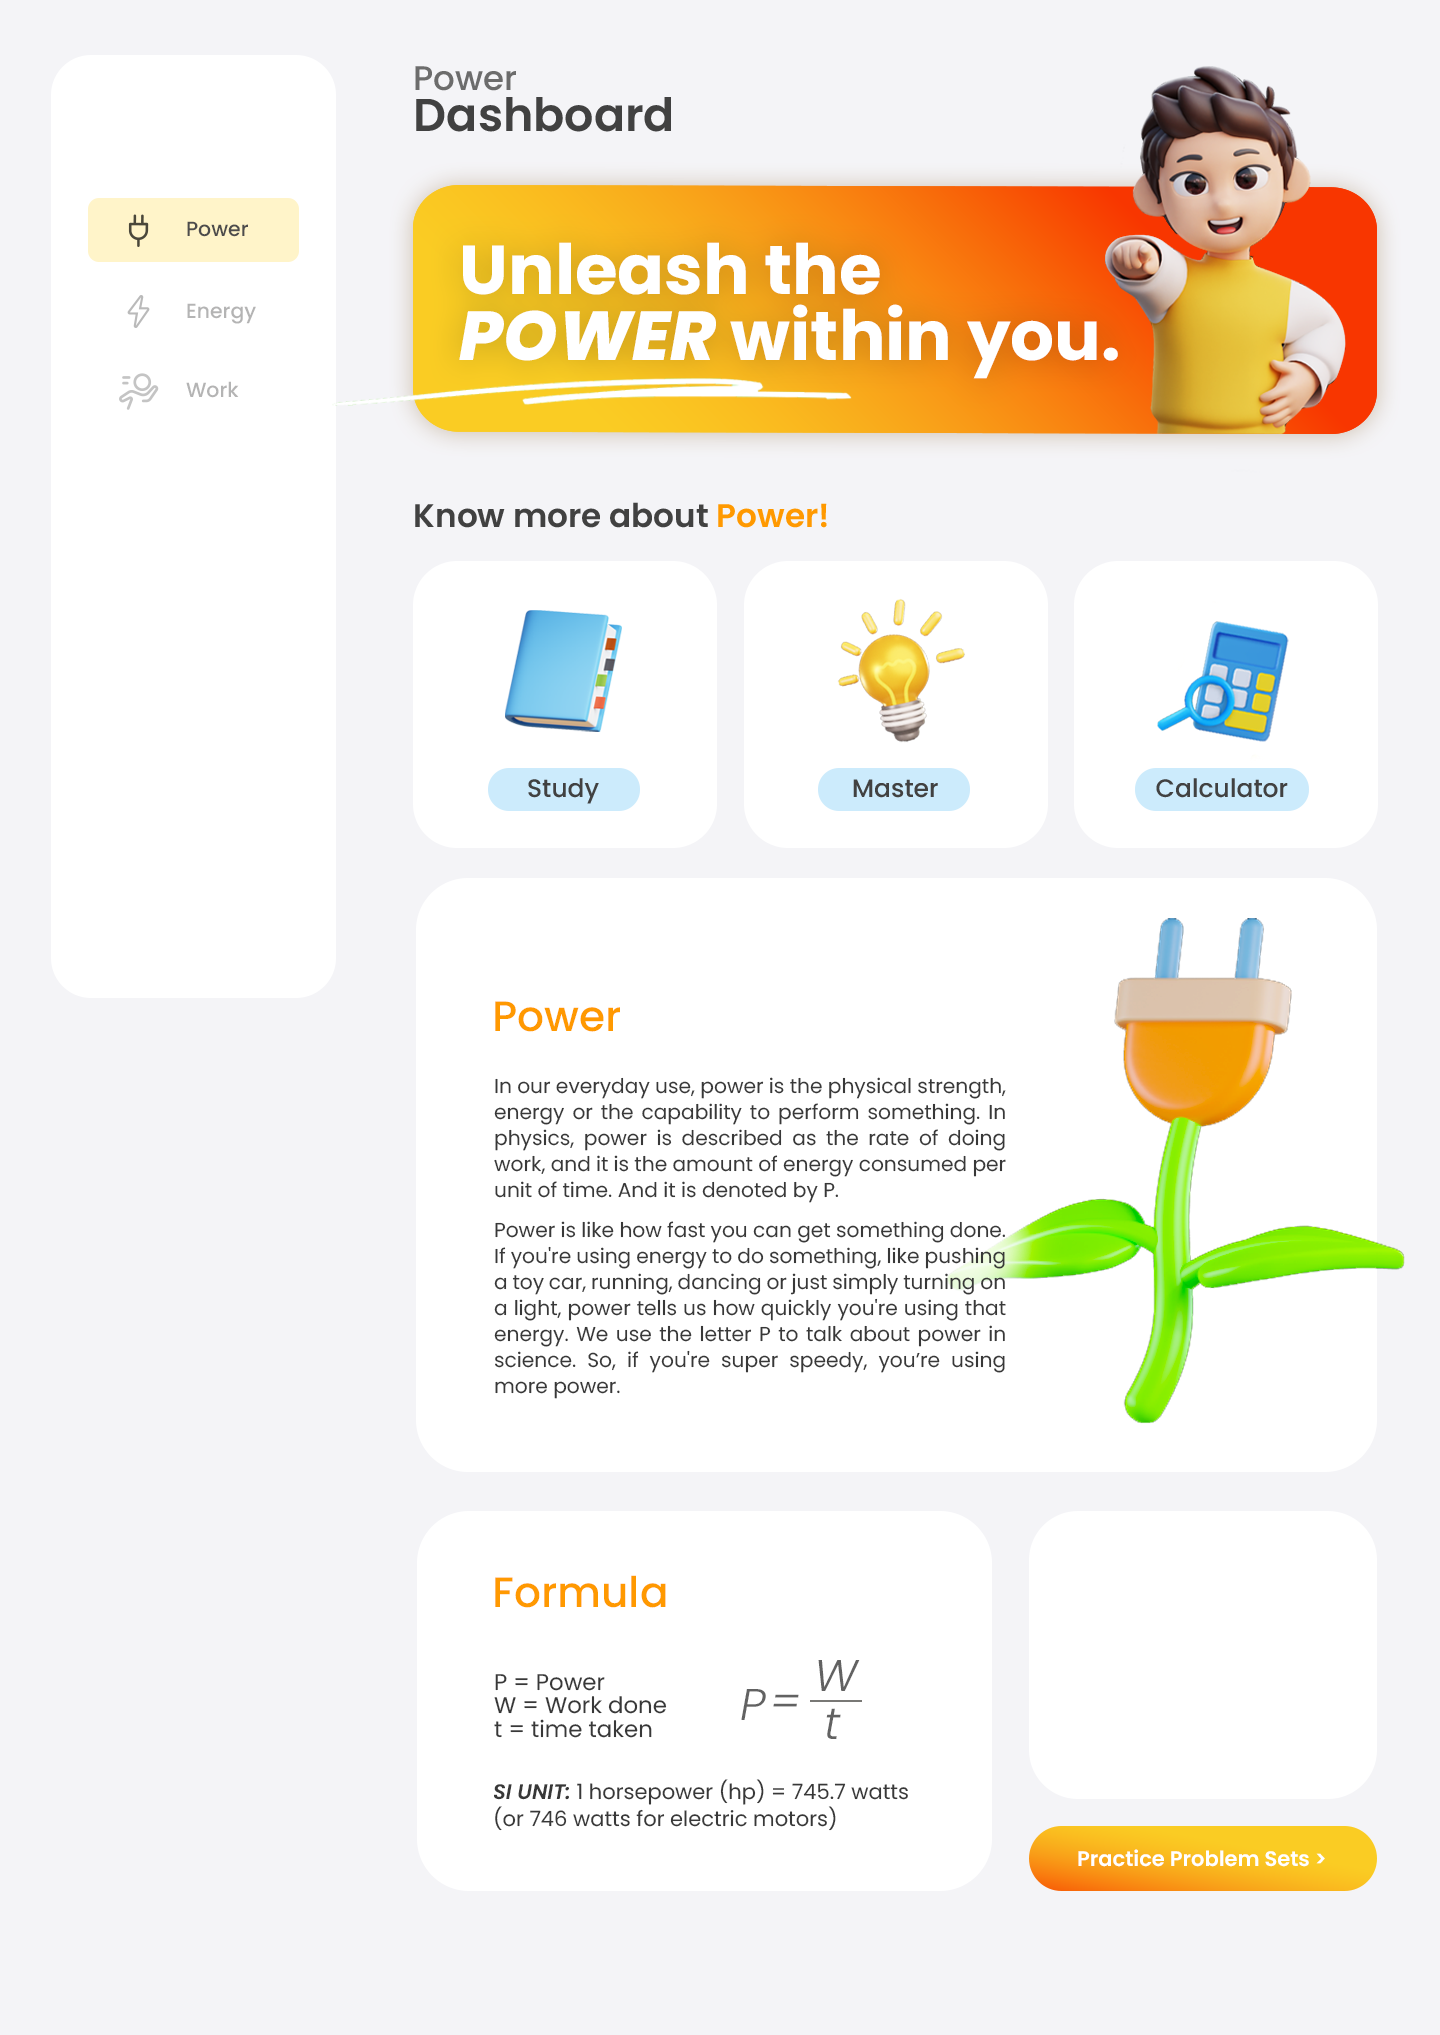 Power
Dashboard
Power
Energy
Work
Unleash the
POWER within you.
Know more about Power!
Study
Master
Calculator
Power
In our everyday use, power is the physical strength,
energy or the capability to perform something. In
physics, power is described as the rate of doing
work, and it is the amount of energy consumed per
unit of time. And it is denoted by P.
Power is like how fast you can get something done.
If you're using energy to do something, like pushing
a toy car, running, dancing or just simply turning on
a light, power tells us how quickly you're using that
energy. We use the letter P to talk about power in
science. So, if you're super speedy, you’re using
more power.
Formula
P = Power
W = Work done
t = time taken
P = W
t
SI UNIT: 1 horsepower (hp) = 745.7 watts
(or 746 watts for electric motors)
Practice Problem Sets >